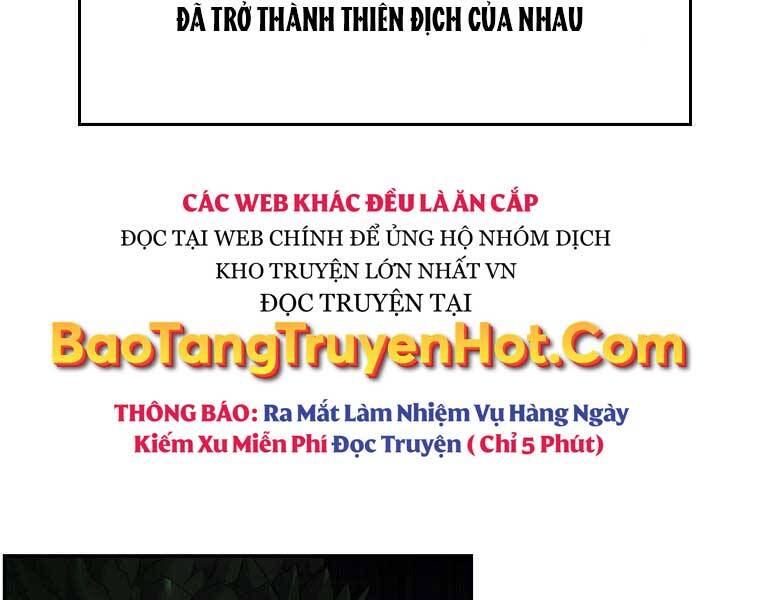 ĐÃ TRỞ THÀNH THIÊN ĐỊCH CỦA NHAU
CÁC WEB KHÁC ĐỀU LÀ ĂN CẮP
ĐỌC TẠI WEB CHÍNH ĐỂ ỦNG HỘ NHÓM DỊCH
KHO TRUYỆN LỚN NHẤT VN
ĐỌC TRUYỆN TẠI
BaoTangTruyenHot.Com
THÔNG BÁO: Ra Mắt Làm Nhiệm Vụ Hàng Ngày
Kiếm Xu Miễn Phí Đọc Truyện ( Chỉ 5 Phút)